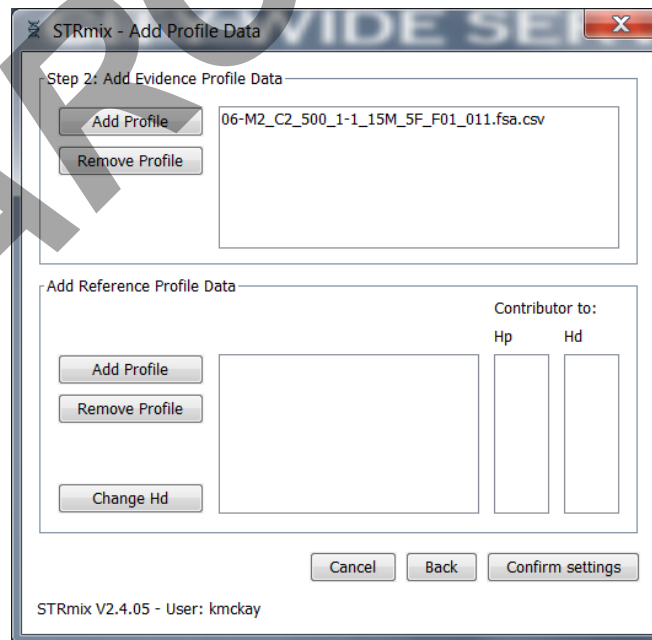 STRmix - Add Profile Data
WIDE SER
X
Step 2: Add Evidence Profile Data
Add Profile
06-M2_C2_500_1-1_15M_5F_F01_011.fsa.csv
Remove Profile
Add Reference Profile Data
Contributor to:
Hp
Hd
Add Profile
Remove Profile
Change Hd
Cancel
Back
Confirm settings
STRmix V2.4.05 - User: kmckay